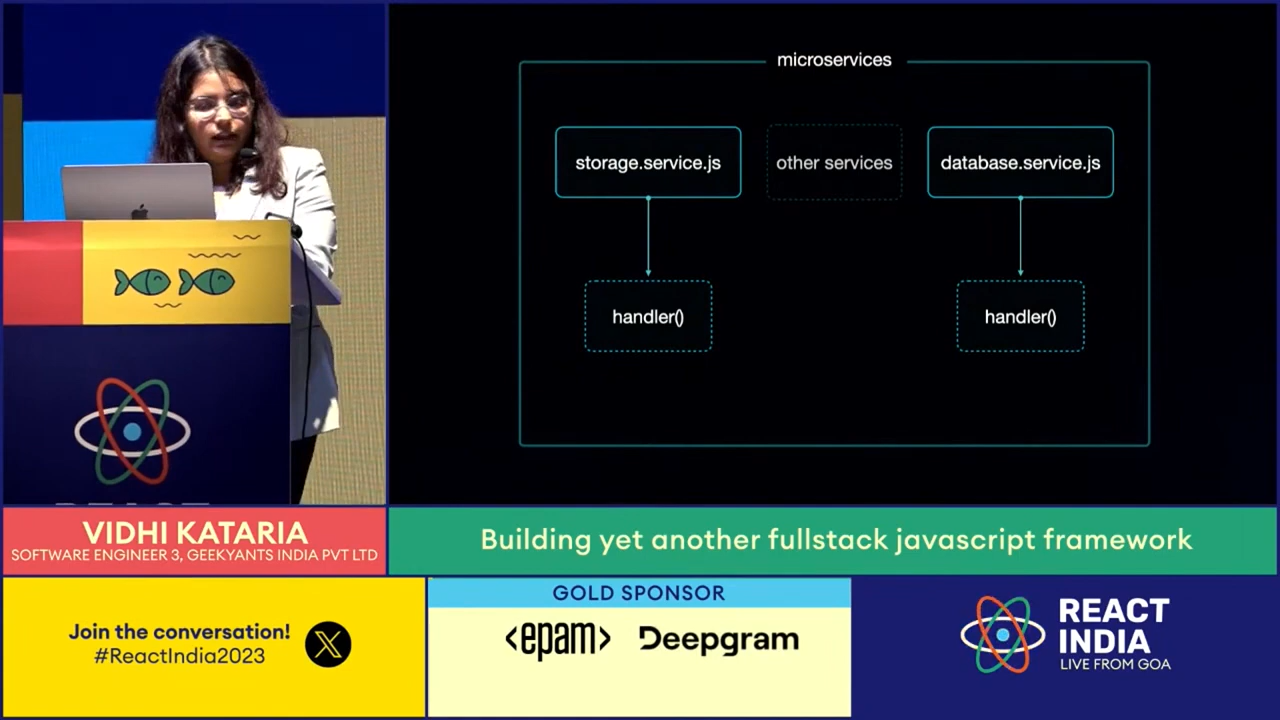 microservices
storage.service.js
other services
database.service.js
handler()
handler()
VIDHI KATARIA
SOFTWARE ENGINEER 3, GEEKYANTS INDIA PVT LTD
Building yet another fullstack javascript framework
Join the conversation!
#ReactIndia2023
GOLD SPONSOR
<epam>
Deepgram
REACT
INDIA
LIVE FROM GOA